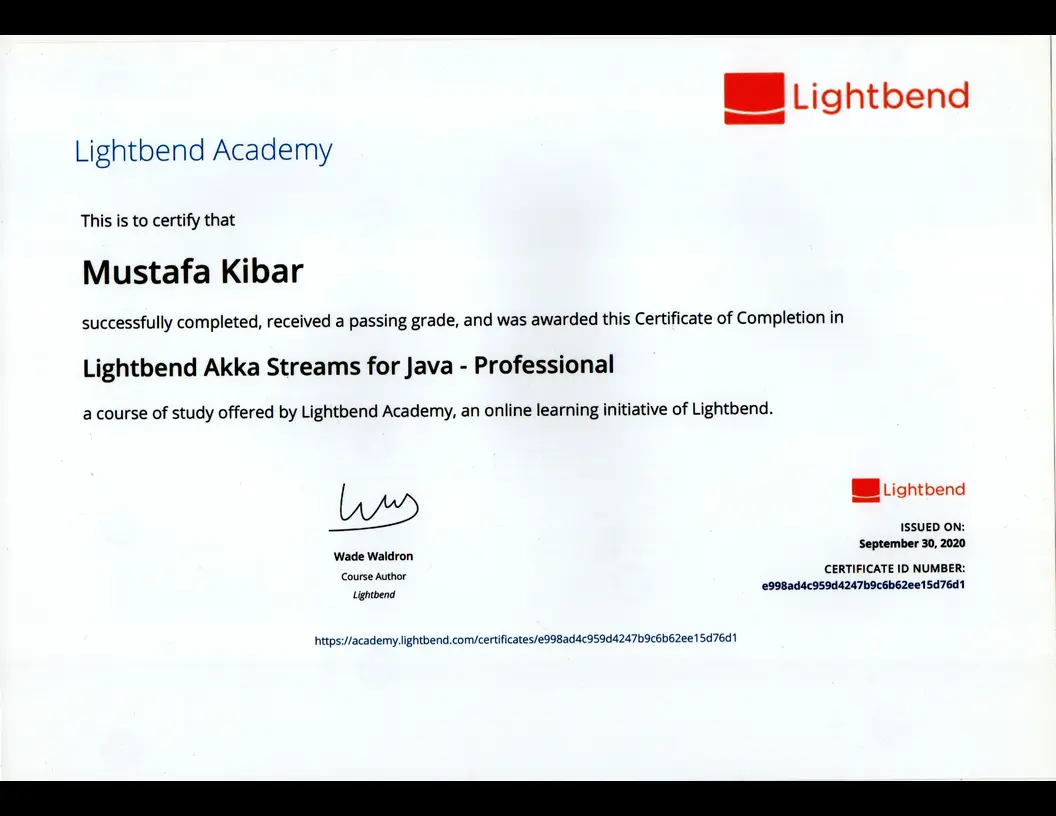 Lightbend
Lightbend Academy
This is to certify that
Mustafa Kibar
successfully completed, received a passing grade, and was awarded this Certificate of Completion in
Lightbend Akka Streams for Java - Professional
a course of study offered by Lightbend Academy, an online learning initiative of Lightbend.
Wade Waldron
Course Author
Lightbend
Lightbend
ISSUED ON:
September 30, 2020
CERTIFICATE ID NUMBER:
e998ad4c959d4247b9c6b62ee15d76d1
https://academy.lightbend.com/certificates/e998ad4c959d4247b9c6b62ee15d76d1